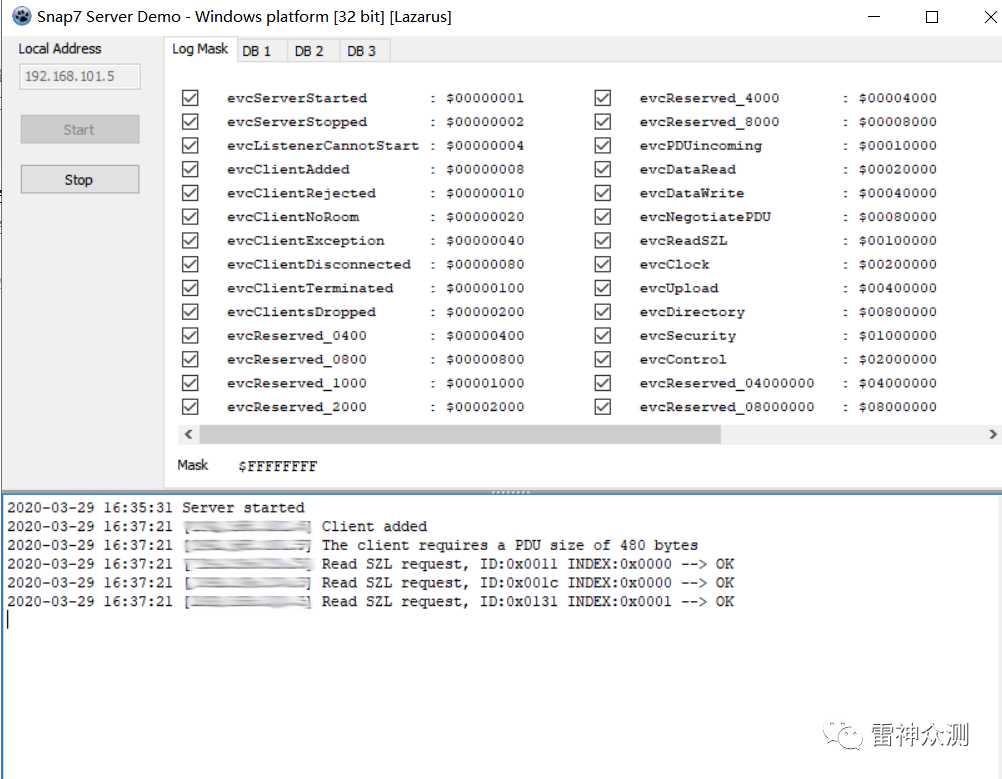 Snap7 Server Demo - Windows platform [32 bit] [Lazarus]
Local Address
192.168.101.5
Start
Stop
Log Mask DB 1 DB 2 DB 3
evcServerStarted : $00000001 evcReserved_4000 : $00004000
evcServerStopped : $00000002 evcReserved_8000 : $00008000
evcListenerCannotStart : $00000004 evcPDUincoming : $00010000
evcClientAdded : $00000008 evcDataRead : $00020000
evcClientRejected : $00000010 evcDataWrite : $00040000
evcClientNoRoom : $00000020 evcNegotiatePDU : $00080000
evcClientException : $00000040 evcReadSZL : $00100000
evcClientDisconnected : $00000080 evcClock : $00200000
evcClientTerminated : $00000100 evcUpload : $00400000
evcClientsDropped : $00000200 evcDirectory : $00800000
evcReserved_0400 : $00000400 evcSecurity : $01000000
evcReserved_0800 : $00000800 evcControl : $02000000
evcReserved_1000 : $00001000 evcReserved_04000000 : $04000000
evcReserved_2000 : $00002000 evcReserved_08000000 : $08000000
Mask $FFFFFFFF
2020-03-29 16:35:31 Server started
2020-03-29 16:37:21 [ ] Client added
2020-03-29 16:37:21 [ ] The client requires a PDU size of 480 bytes
2020-03-29 16:37:21 [ ] Read SZL request, ID:0x0011 INDEX:0x0000 --> OK
2020-03-29 16:37:21 [ ] Read SZL request, ID:0x001c INDEX:0x0000 --> OK
2020-03-29 16:37:21 [ ] Read SZL request, ID:0x0131 INDEX:0x0001 --> OK
雷神众测